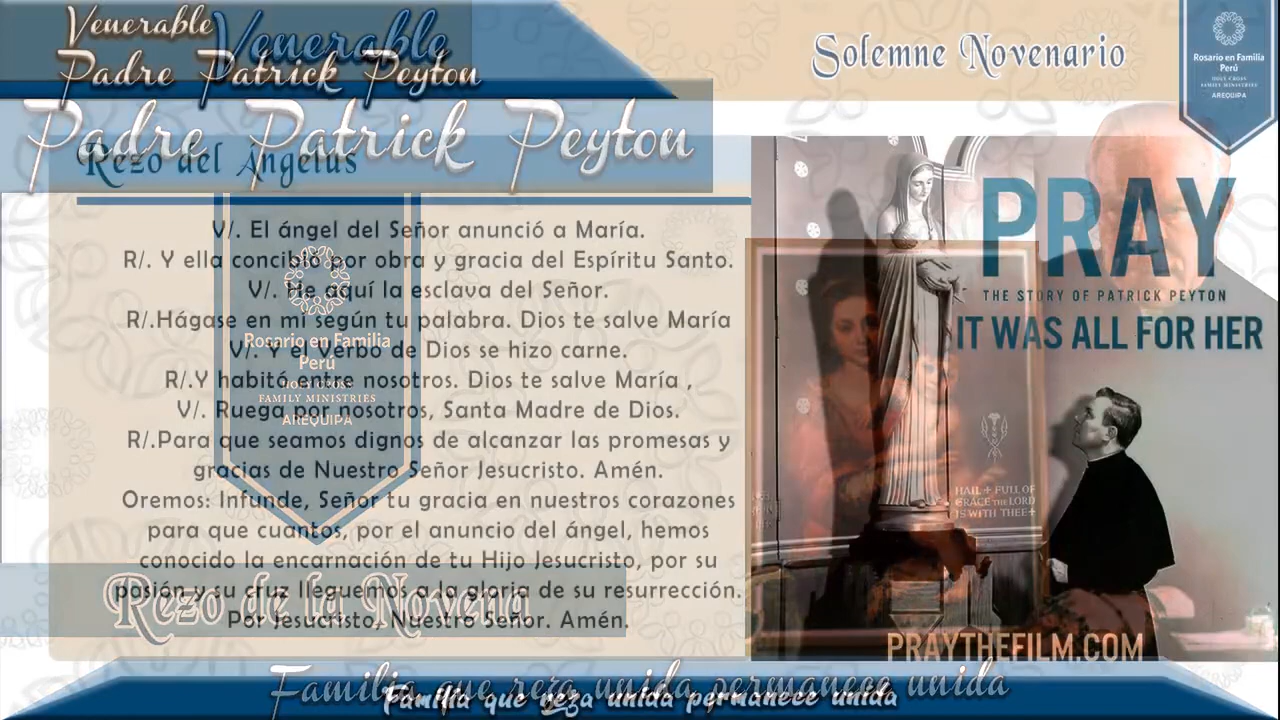 Venerable
Venerable
Padre Patrick Peyton
Padre Patrick Peyton
Solemne Novenario
Rosario en Familia
Perú
HOLY CROSS
FAMILY MINISTRIES
AREQUIPA
Rezo del Ángelus
V/. El ángel del Señor anunció a María.
R/. Y ella concibió por obra y gracia del Espíritu Santo.
V/. He aquí la esclava del Señor.
R/.Hágase en mi según tu palabra. Dios te salve María
V/. Y el Verbo de Dios se hizo carne.
R/.Y habitó entre nosotros. Dios te salve María ,
V/. Ruega por nosotros, Santa Madre de Dios.
R/.Para que seamos dignos de alcanzar las promesas y
gracias de Nuestro Señor Jesucristo. Amén.
Oremos: Infunde, Señor tu gracia en nuestros corazones
para que cuantos, por el anuncio del ángel, hemos
conocido la encarnación de tu Hijo Jesucristo, por su
pasión y su cruz lleguemos a la gloria de su resurrección.
Por Jesucristo, Nuestro Señor. Amén.
Rosario en Familia
Perú
HOLY CROSS
FAMILY MINISTRIES
AREQUIPA
Rezo de la Novena
PRAY
THE STORY OF PATRICK PEYTON
IT WAS ALL FOR HER
HAIL + FULL OF
GRACE THE LORD
IS WITH THEE+
PRAYTHEFILM.COM
Familia que reza unida permanece unida
Familia que reza unida permanece unida